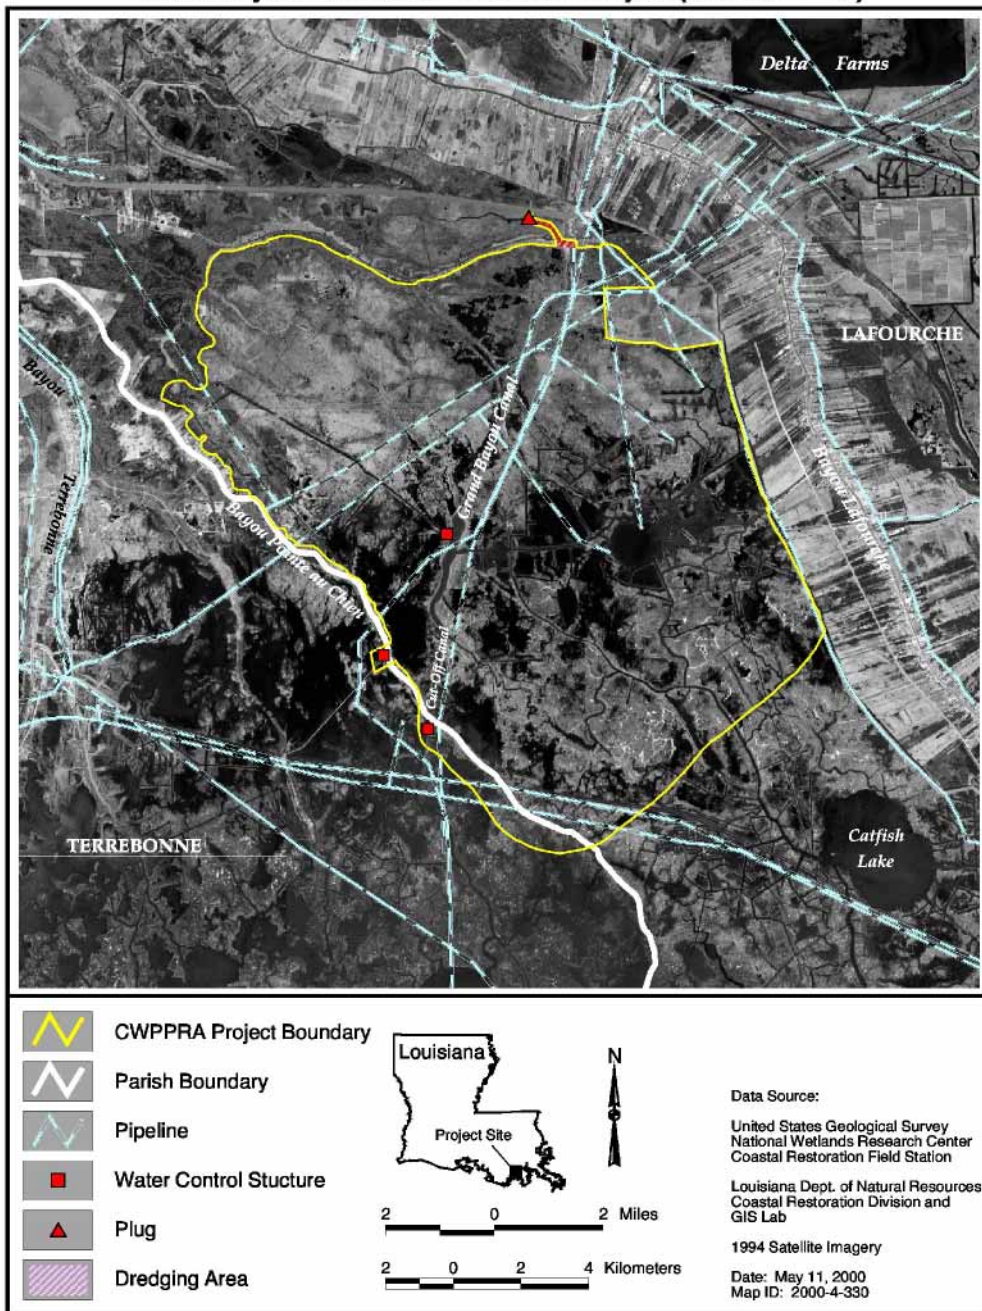 Delta Farms
LAFOURCHE
Bayou
Terrebonne
Grand Bayou Canal
Bayou Lafourche
Bayou Pointe au Chien
Cut-Off Canal
TERREBONNE
Catfish
Lake
CWPPRA Project Boundary
Parish Boundary
Pipeline
Water Control Stucture
Plug
Dredging Area
Louisiana
Project Site
N
2 0 2 Miles
2 0 2 4 Kilometers
Data Source:
United States Geological Survey
National Wetlands Research Center
Coastal Restoration Field Station
Louisiana Dept. of Natural Resources
Coastal Restoration Division and
GIS Lab
1994 Satellite Imagery
Date: May 11, 2000
Map ID: 2000-4-330